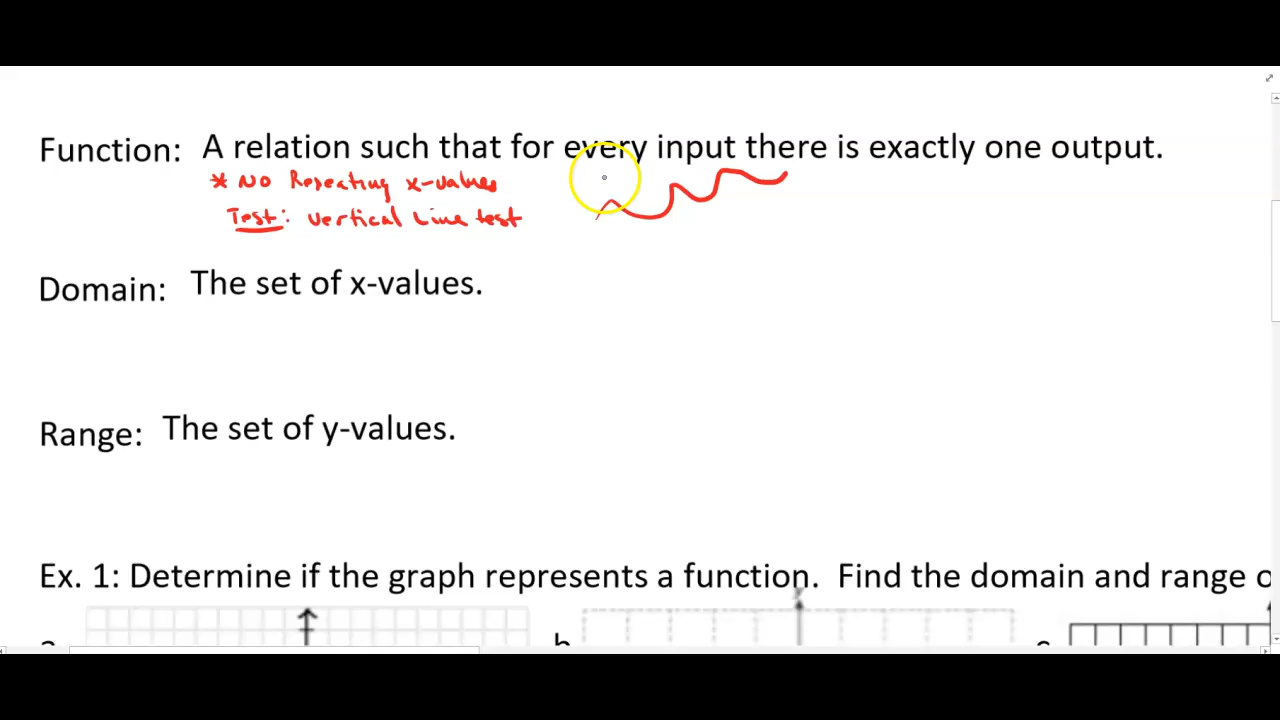 Function: A relation such that for every input there is exactly one output.
* No Repeating x-values
Test: Vertical Line test
Domain: The set of x-values.
Range: The set of y-values.
Ex. 1: Determine if the graph represents a function. Find the domain and range o
y